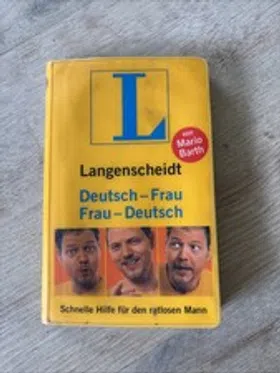 L
von
Mario
Barth
Langenscheidt
Deutsch – Frau
Frau – Deutsch
Schnelle Hilfe für den ratlosen Mann